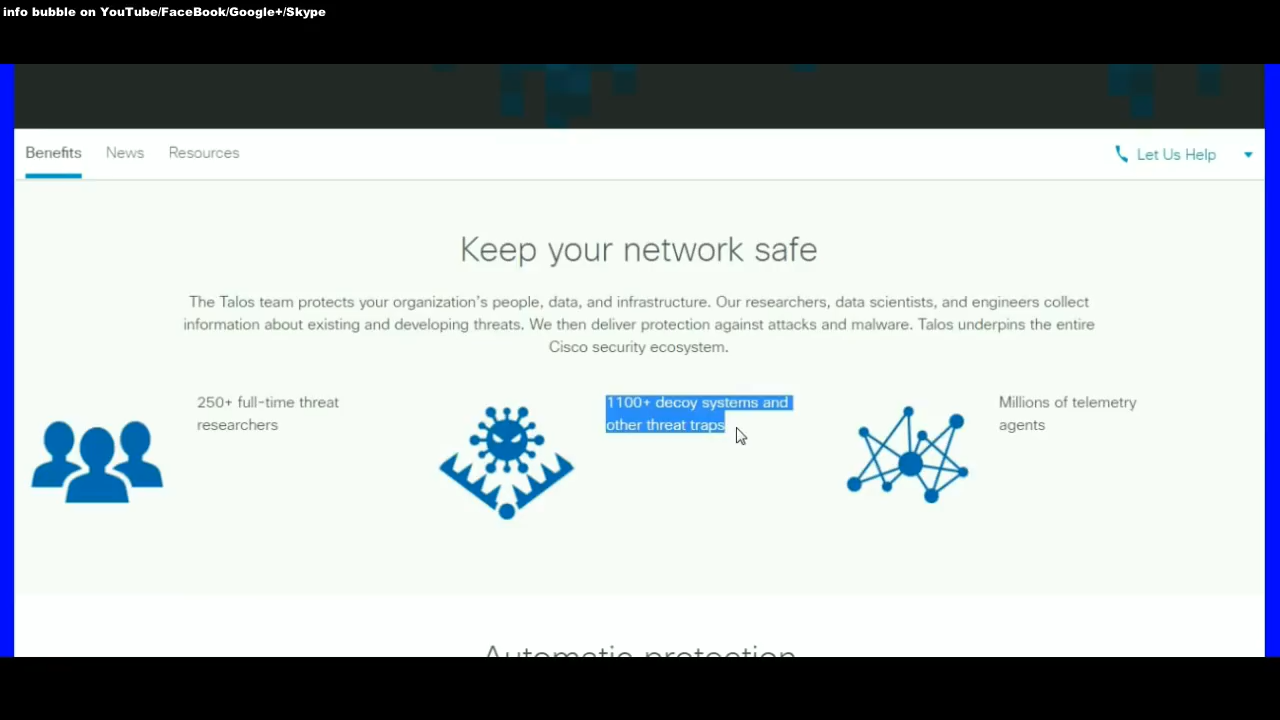 info bubble on YouTube/FaceBook/Google+/Skype
Benefits
News
Resources
Let Us Help
Keep your network safe
The Talos team protects your organization's people, data, and infrastructure. Our researchers, data scientists, and engineers collect
information about existing and developing threats. We then deliver protection against attacks and malware. Talos underpins the entire
Cisco security ecosystem.
250+ full-time threat
researchers
1100+ decoy systems and
other threat traps
Millions of telemetry
agents
Automatic protection